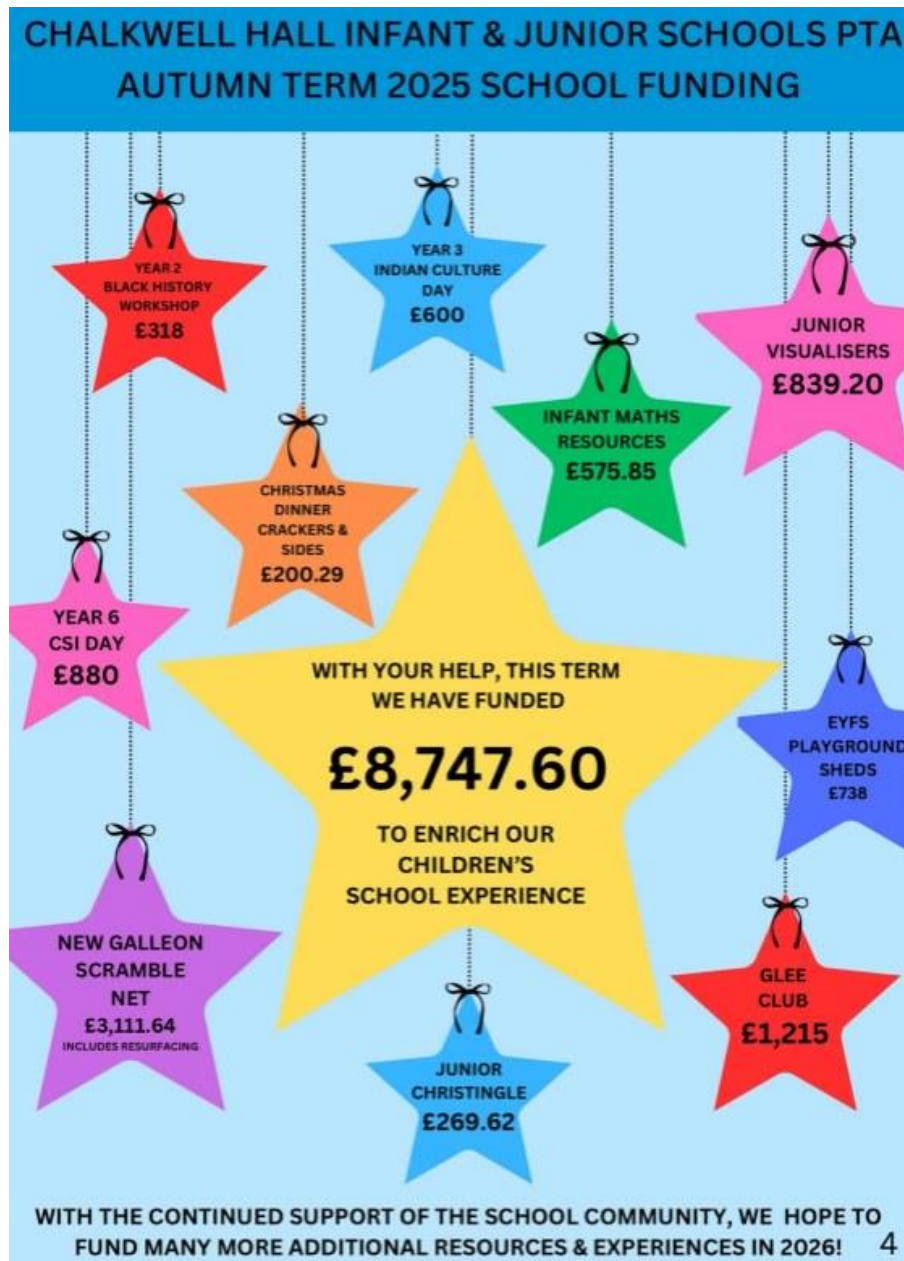 CHALKWELL HALL INFANT & JUNIOR SCHOOLS PTA
AUTUMN TERM 2025 SCHOOL FUNDING
YEAR 2
BLACK HISTORY
WORKSHOP
£318
YEAR 3
INDIAN CULTURE
DAY
£600
JUNIOR
VISUALISERS
£839.20
INFANT MATHS
RESOURCES
£575.85
CHRISTMAS
DINNER
CRACKERS &
SIDES
£200.29
YEAR 6
CSI DAY
£880
WITH YOUR HELP, THIS TERM
WE HAVE FUNDED
£8,747.60
TO ENRICH OUR
CHILDREN'S
SCHOOL EXPERIENCE
EYFS
PLAYGROUND
SHEDS
£738
NEW GALLEON
SCRAMBLE
NET
£3,111.64
INCLUDES RESURFACING
GLEE
CLUB
£1,215
JUNIOR
CHRISTINGLE
£269.62
WITH THE CONTINUED SUPPORT OF THE SCHOOL COMMUNITY, WE HOPE TO
FUND MANY MORE ADDITIONAL RESOURCES & EXPERIENCES IN 2026!
4